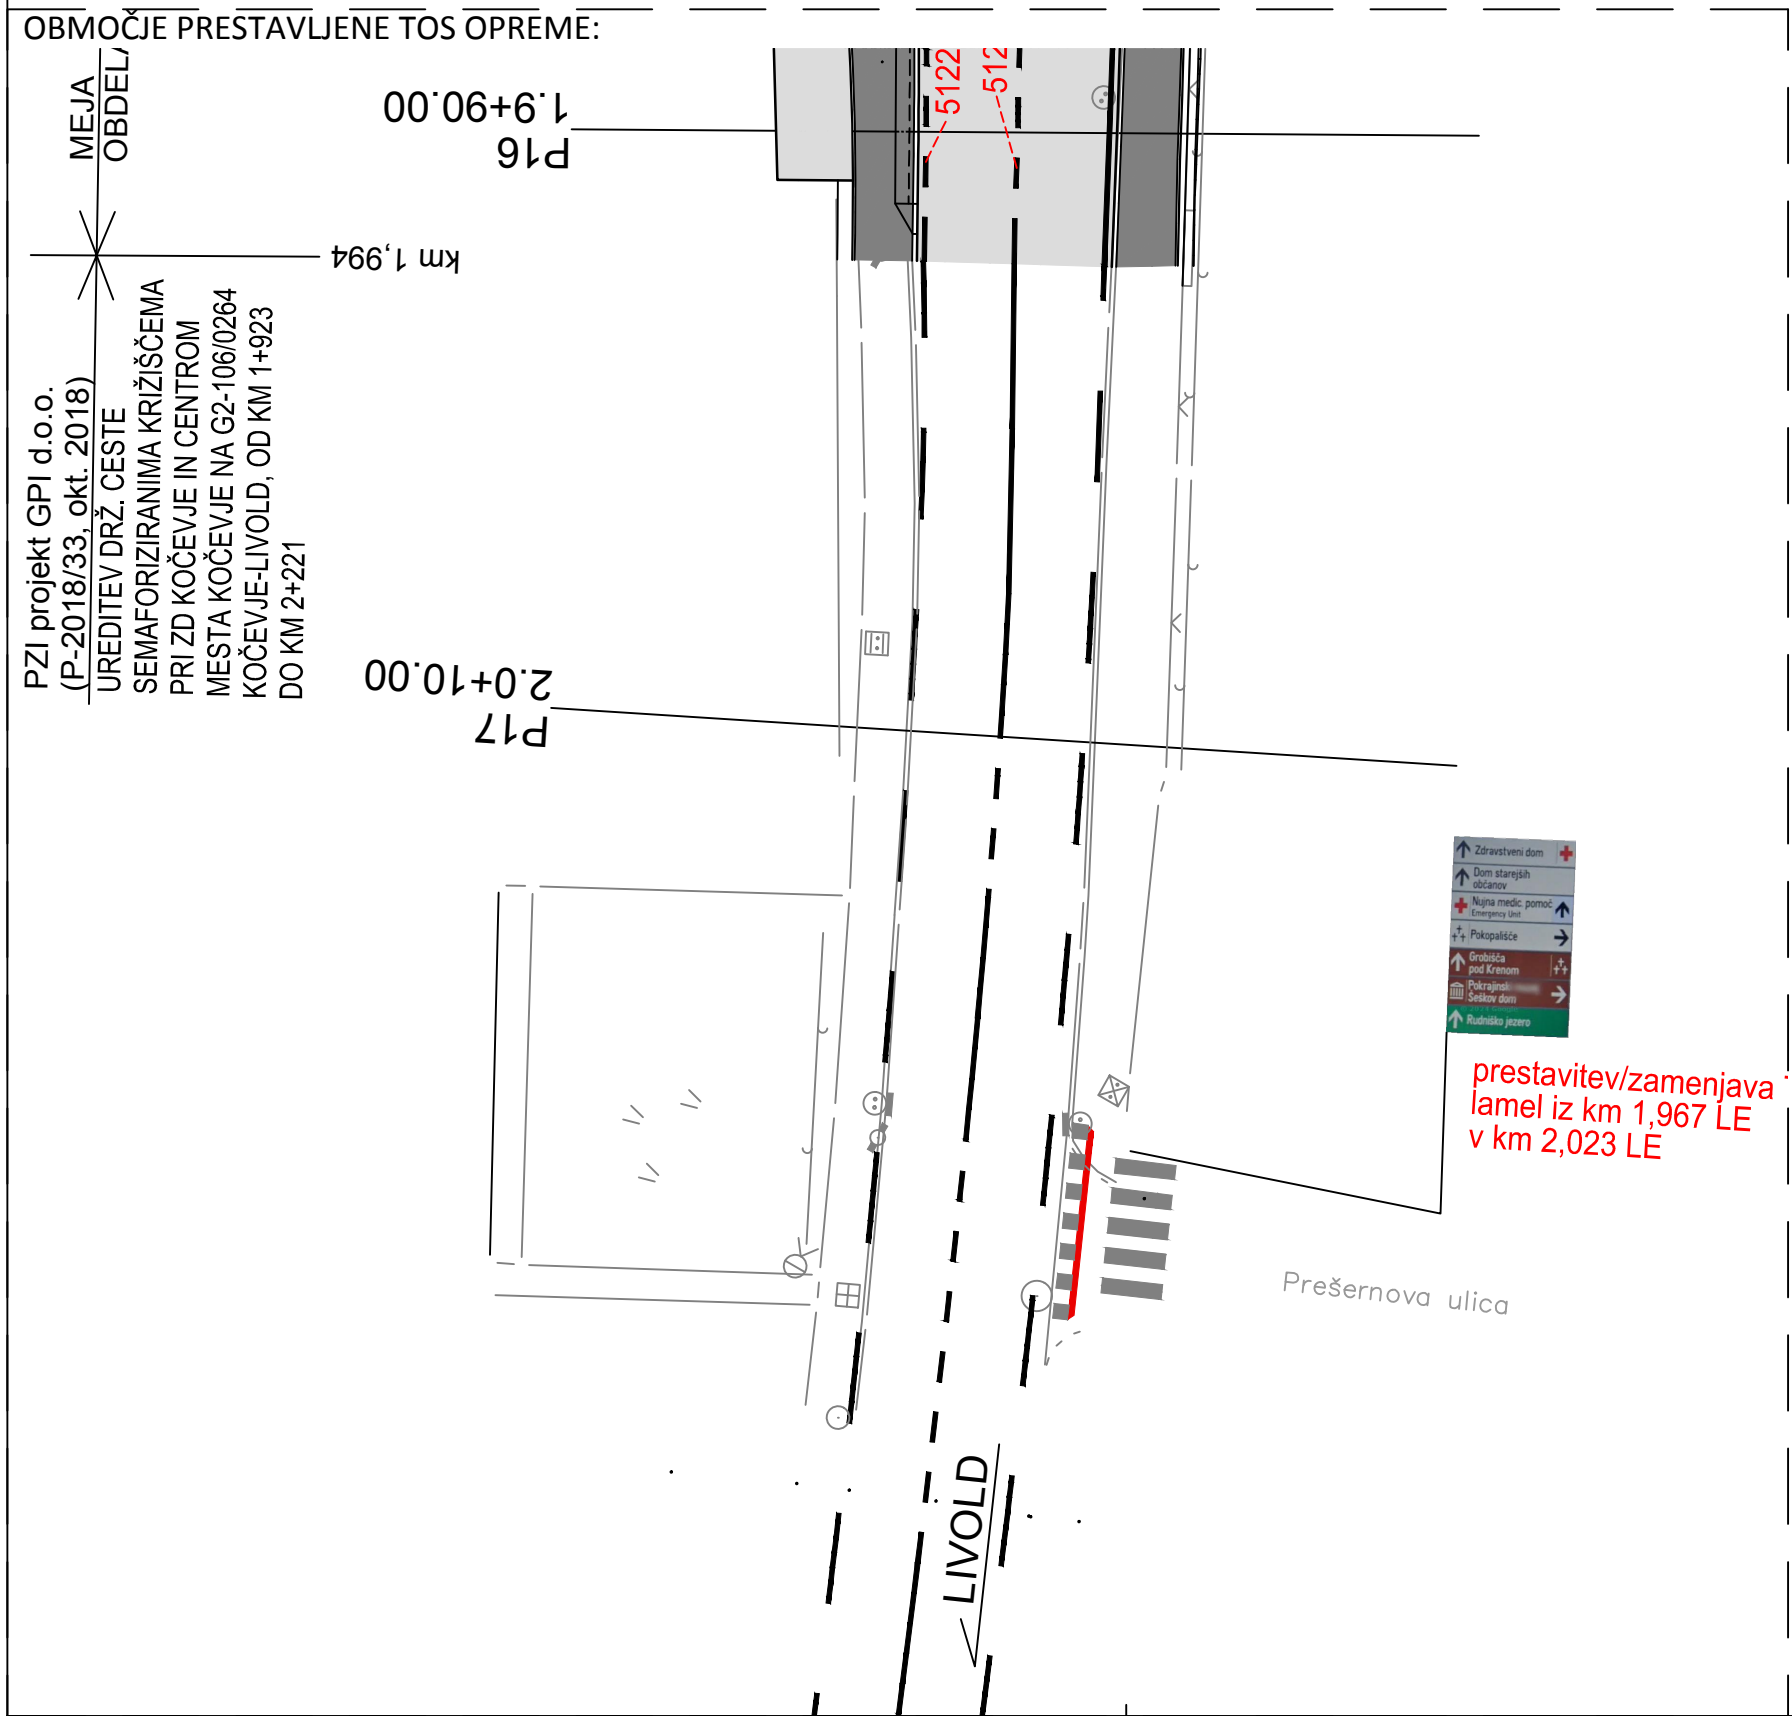 OBMOČJE PRESTAVLJENE TOS OPREME:
MEJA
1.9+90.00
P16
5122
km 1,994
PZI projekt GPI d.o.o.
(P-2018/33, okt. 2018)
UREDITEV DRŽ. CESTE
SEMAFORIZIRANIMA KRIŽIŠČEMA
PRI ZD KOČEVJE IN CENTROM
MESTA KOČEVJE NA G2-106/0264
KOČEVJE-LIVOLD, OD KM 1+923
DO KM 2+221
2.0+10.00
P17
Zdravstveni dom
Dom starejših
občanov
Nujna medic. pomoč
Emergency Unit
Pokopališče
Grobišča
pod Krenom
Šeškov dom
Rudniško jezero
prestavitev/zamenjava
lamel iz km 1,967 LE
v km 2,023 LE
Prešernova ulica
LIVOLD